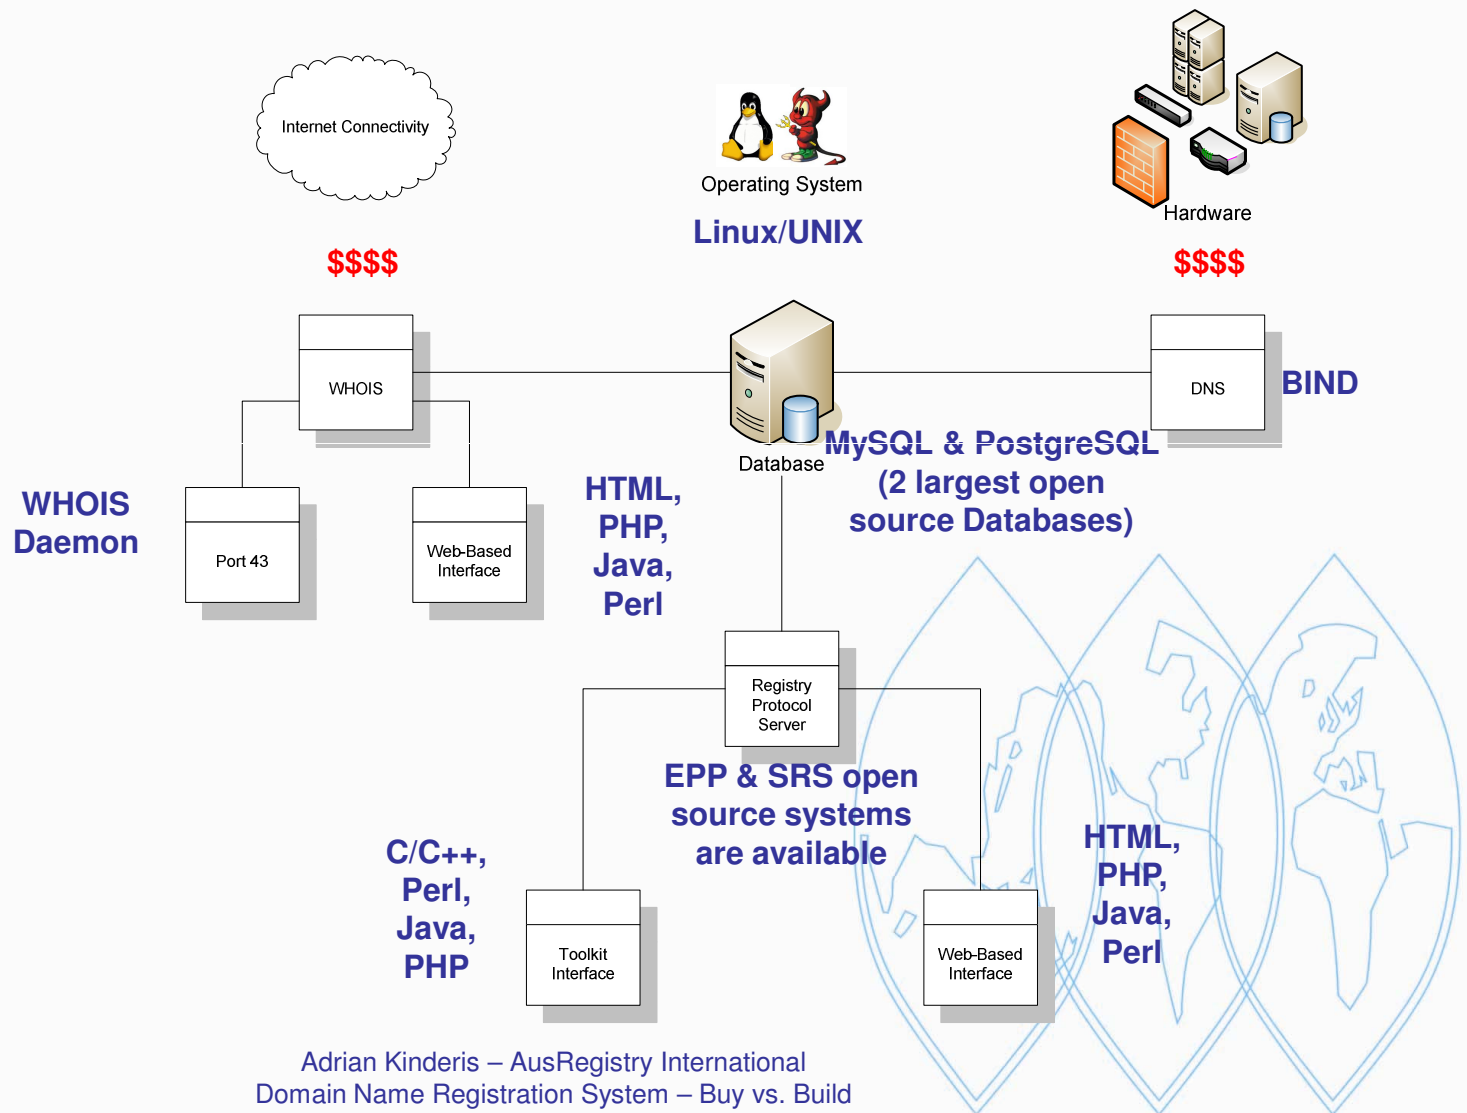 Internet Connectivity
Operating System
Linux/UNIX
Hardware
$$$$
$$$$
WHOIS
DNS
BIND
Database
MySQL & PostgreSQL
(2 largest open
source Databases)
WHOIS
Daemon
Port 43
Web-Based
Interface
HTML,
PHP,
Java,
Perl
Registry
Protocol
Server
EPP & SRS open
source systems
are available
C/C++,
Perl,
Java,
PHP
Toolkit
Interface
Web-Based
Interface
HTML,
PHP,
Java,
Perl
Adrian Kinderis – AusRegistry International
Domain Name Registration System – Buy vs. Build